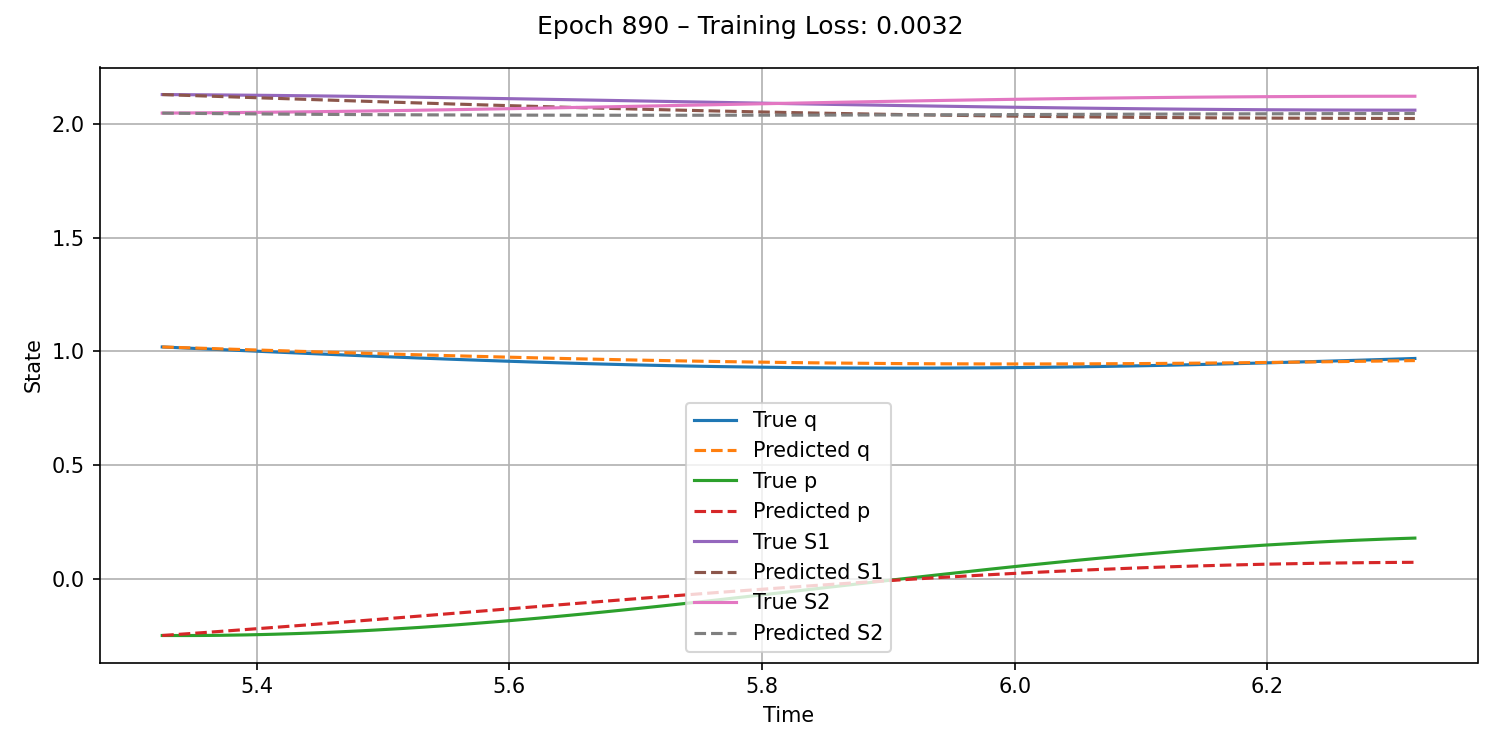 Epoch 890 – Training Loss: 0.0032
State
2.0
1.5
1.0
0.5
0.0
True q
Predicted q
True p
Predicted p
True S1
Predicted S1
True S2
Predicted S2
5.4 5.6 5.8 6.0 6.2
Time